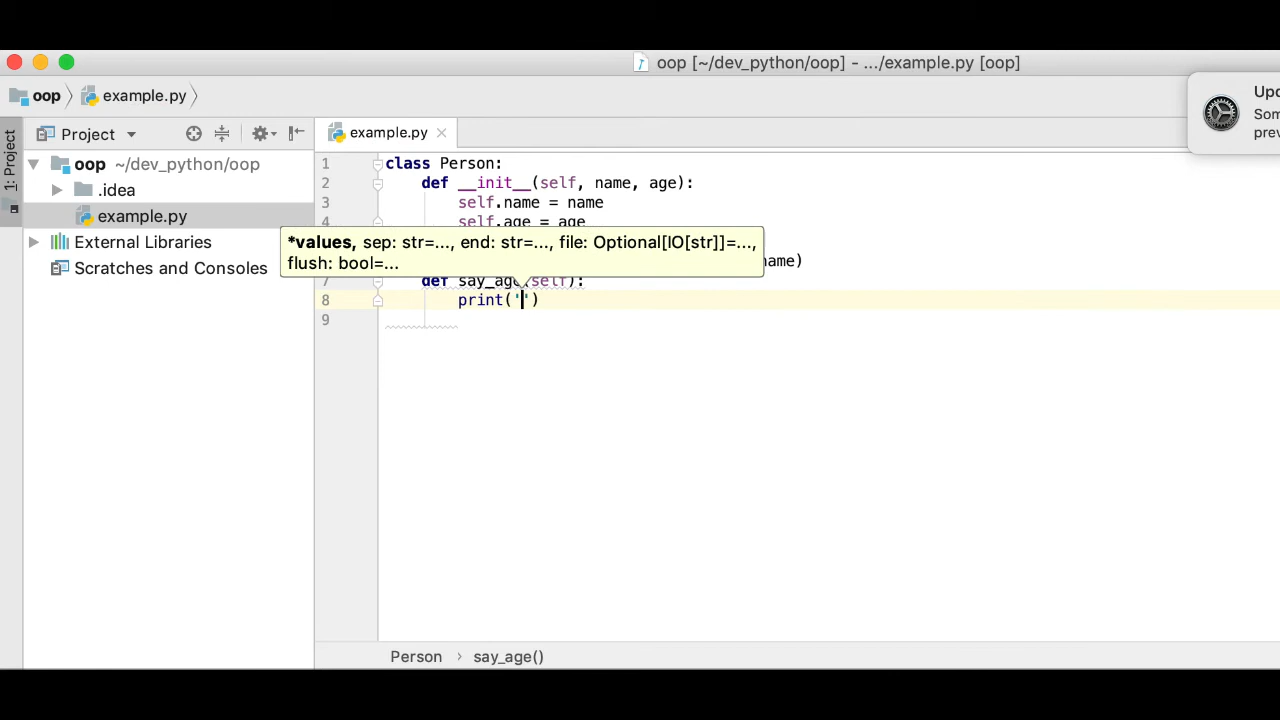 oop [~/dev_python/oop] - .../example.py [oop]
oop
example.py
Upd
Som
prev
1: Project
Project
example.py
oop ~/dev_python/oop
.idea
example.py
External Libraries
Scratches and Consoles
1 class Person:
2 def __init__(self, name, age):
3 self.name = name
4 self.age = age
*values, sep: str=..., end: str=..., file: Optional[IO[str]]=...,
flush: bool=...
name)
7 def say_age(self):
8 print('')
9
Person › say_age()